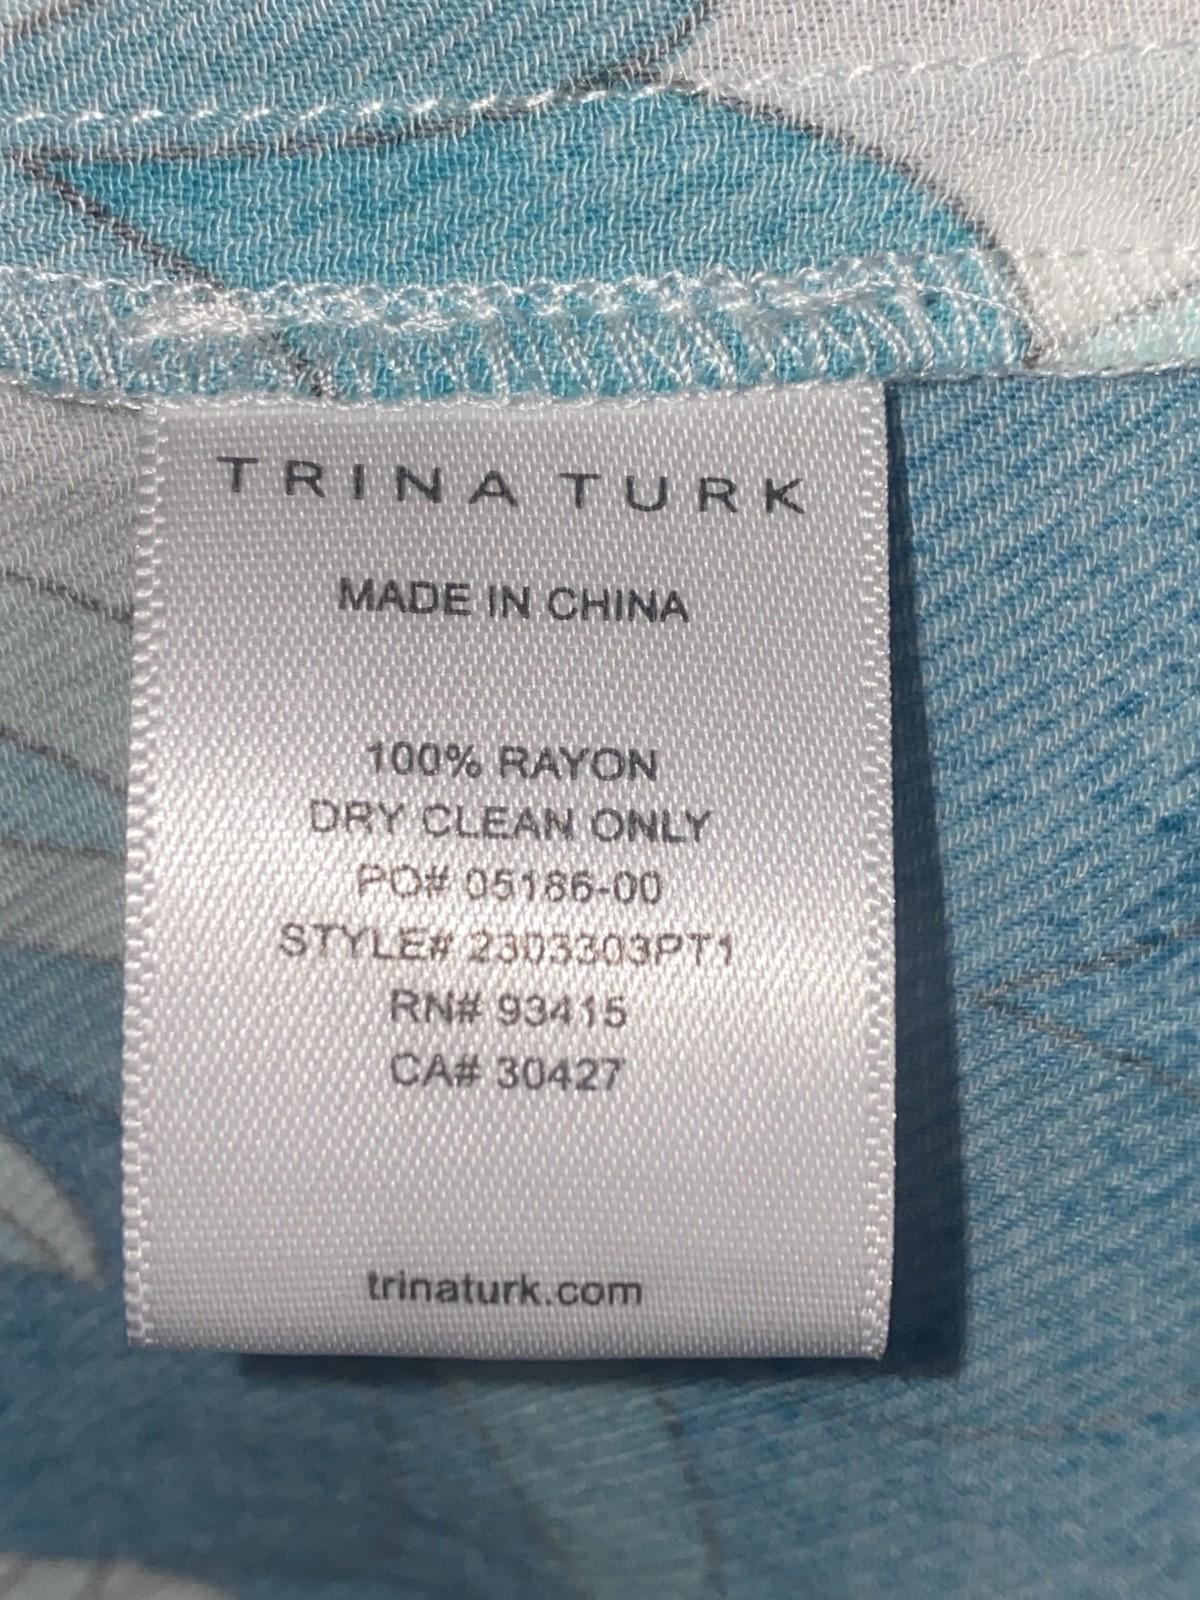 TRINA TURK
MADE IN CHINA
100% RAYON
DRY CLEAN ONLY
PO# 05186-00
STYLE# 2303303PT1
RN# 93415
CA# 30427
trinaturk.com